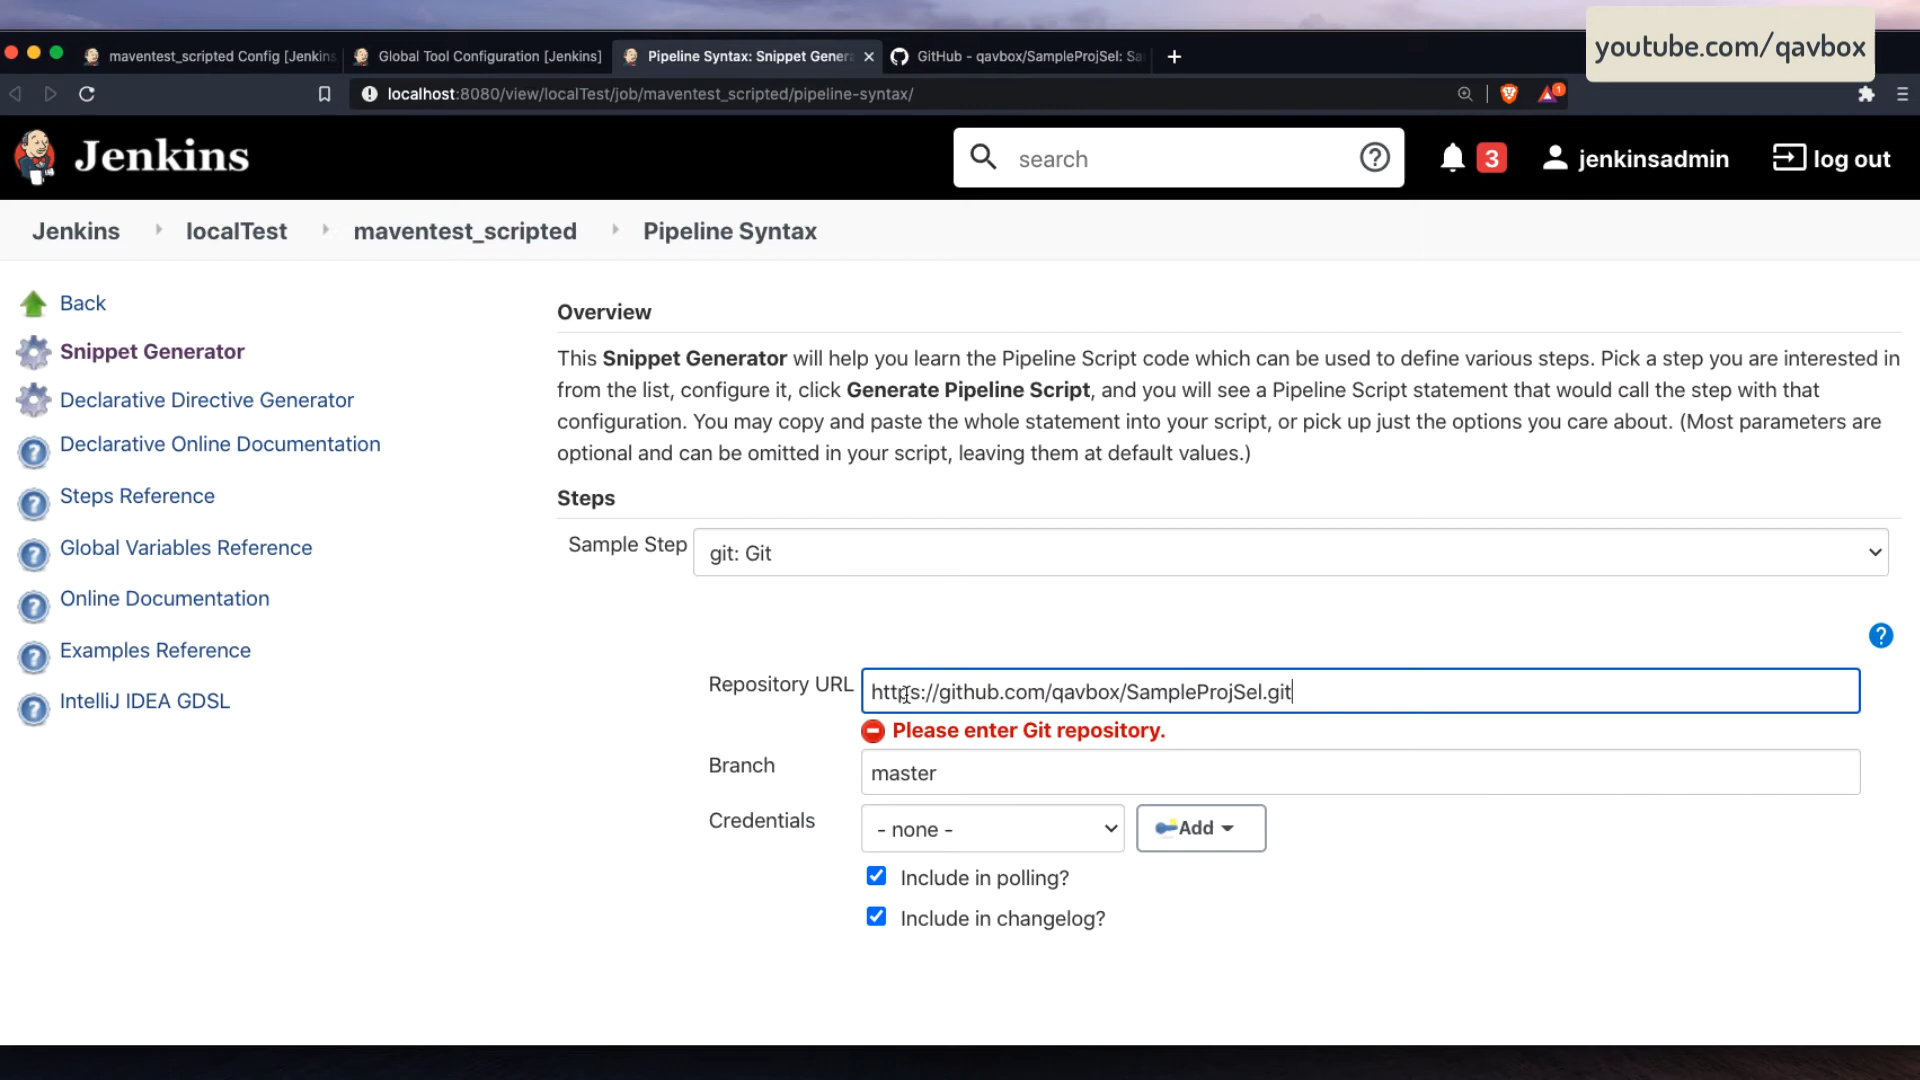 youtube.com/qavbox
maventest_scripted Config [Jenkins
Global Tool Configuration [Jenkins]
Pipeline Syntax: Snippet Genera
GitHub - qavbox/SampleProjSel: Sa
localhost:8080/view/localTest/job/maventest_scripted/pipeline-syntax/
1
Jenkins
search
3
jenkinsadmin
log out
Jenkins
localTest
maventest_scripted
Pipeline Syntax
Back
Snippet Generator
Declarative Directive Generator
Declarative Online Documentation
Steps Reference
Global Variables Reference
Online Documentation
Examples Reference
IntelliJ IDEA GDSL
Overview
This Snippet Generator will help you learn the Pipeline Script code which can be used to define various steps. Pick a step you are interested in
from the list, configure it, click Generate Pipeline Script, and you will see a Pipeline Script statement that would call the step with that
configuration. You may copy and paste the whole statement into your script, or pick up just the options you care about. (Most parameters are
optional and can be omitted in your script, leaving them at default values.)
Steps
Sample Step
git: Git
Repository URL
https://github.com/qavbox/SampleProjSel.git
Please enter Git repository.
Branch
master
Credentials
- none -
Add
Include in polling?
Include in changelog?